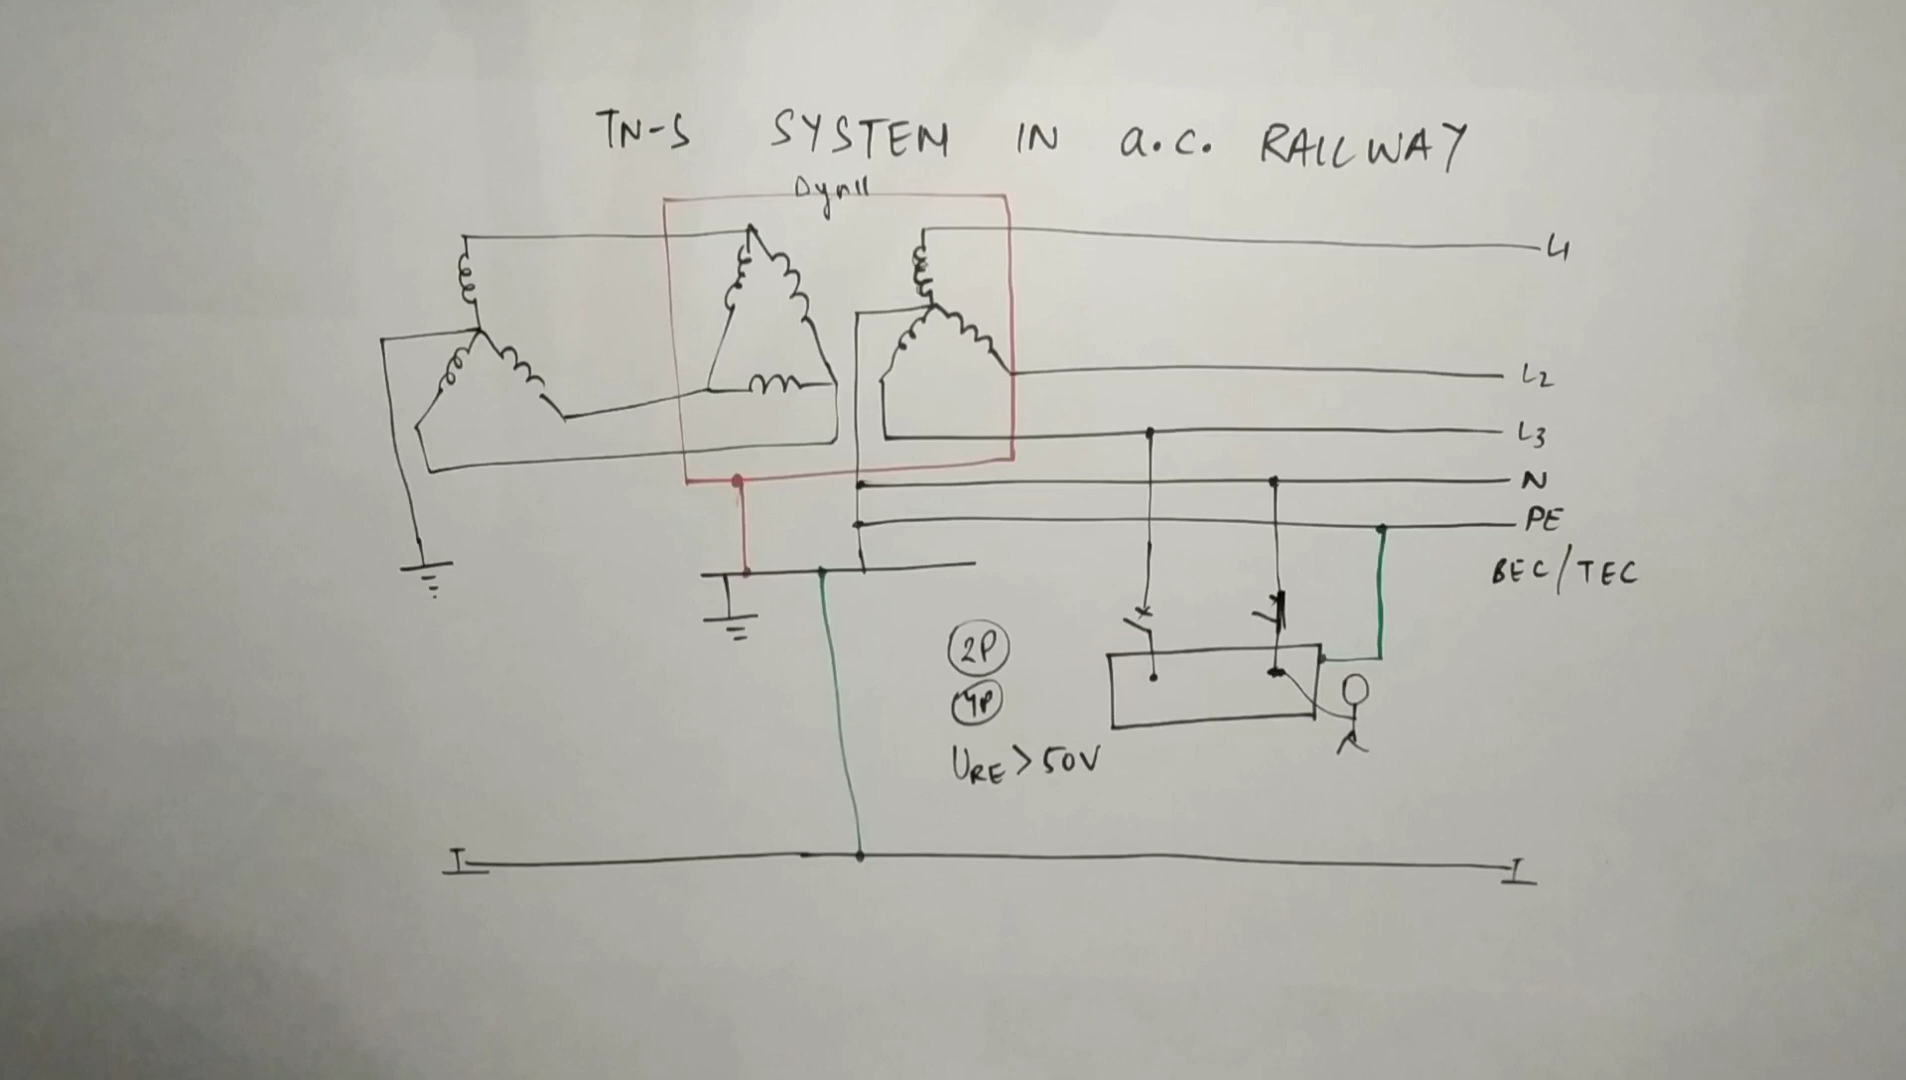 TN-S SYSTEM IN a.c. RAILWAY
Dyn11
L1
L2
L3
N
PE
BEC/TEC
2P
4P
URE > 50V